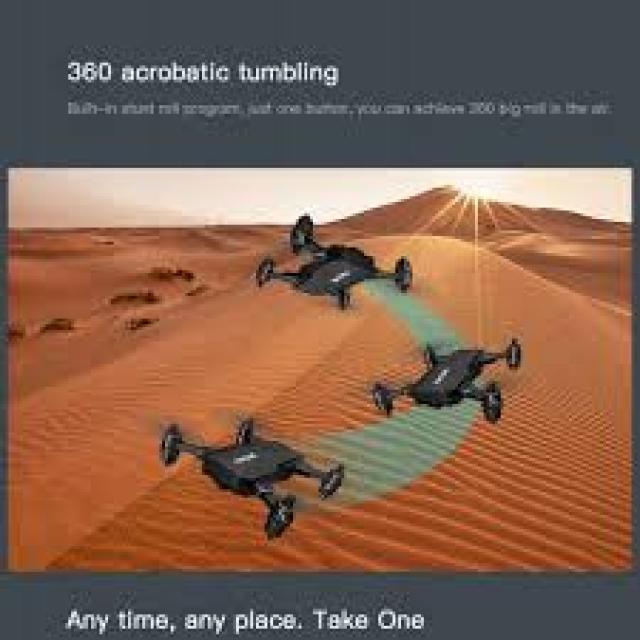 360 acrobatic tumbling
Built-in stunt roll program, just one button, you can achieve 360 big roll in the air.
Any time, any place. Take One